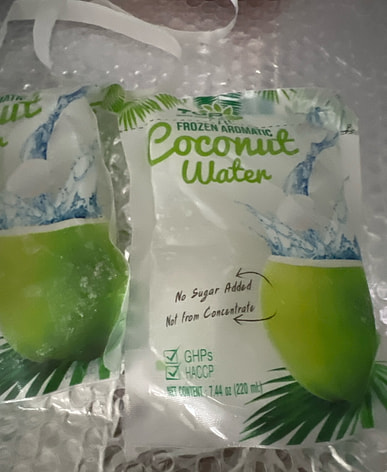 FROZEN AROMATIC
Coconut
Water
No Sugar Added
Not from Concentrate
GHPs
HACCP
NET CONTENT : 7.44 oz (220 mL)